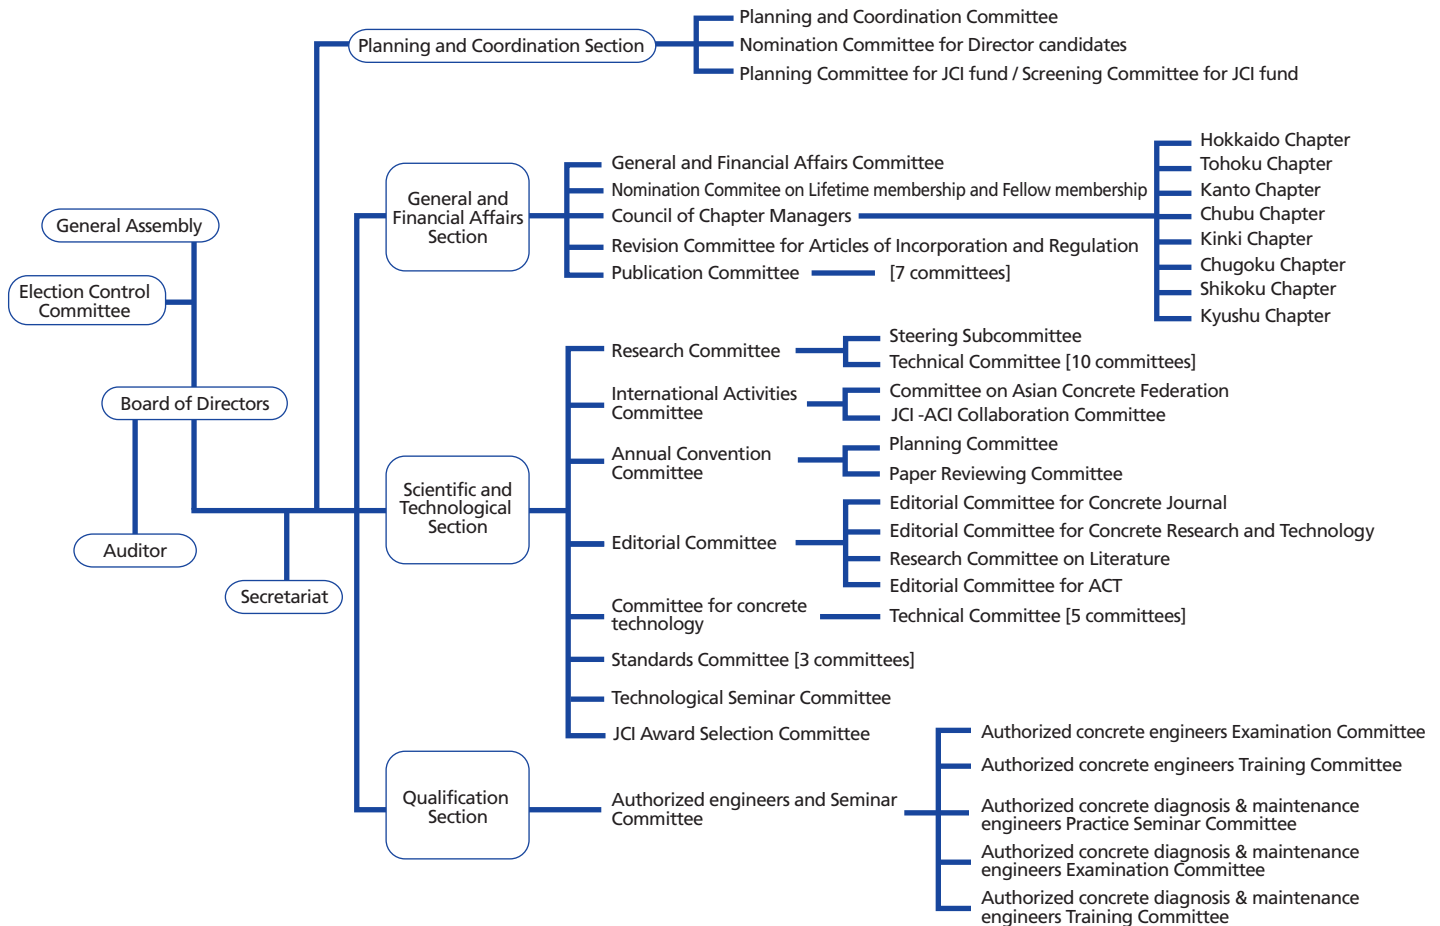 Planning and Coordination Section
Planning and Coordination Committee
Nomination Committee for Director candidates
Planning Committee for JCI fund / Screening Committee for JCI fund
General Assembly
Election Control
Committee
Board of Directors
Auditor
Secretariat
General and
Financial Affairs
Section
General and Financial Affairs Committee
Nomination Commitee on Lifetime membership and Fellow membership
Council of Chapter Managers
Revision Committee for Articles of Incorporation and Regulation
Publication Committee
[7 committees]
Hokkaido Chapter
Tohoku Chapter
Kanto Chapter
Chubu Chapter
Kinki Chapter
Chugoku Chapter
Shikoku Chapter
Kyushu Chapter
Scientific and
Technological
Section
Research Committee
Steering Subcommittee
Technical Committee [10 committees]
International Activities
Committee
Committee on Asian Concrete Federation
JCI -ACI Collaboration Committee
Annual Convention
Committee
Planning Committee
Paper Reviewing Committee
Editorial Committee
Editorial Committee for Concrete Journal
Editorial Committee for Concrete Research and Technology
Research Committee on Literature
Editorial Committee for ACT
Committee for concrete
technology
Technical Committee [5 committees]
Standards Committee [3 committees]
Technological Seminar Committee
JCI Award Selection Committee
Qualification
Section
Authorized engineers and Seminar
Committee
Authorized concrete engineers Examination Committee
Authorized concrete engineers Training Committee
Authorized concrete diagnosis & maintenance
engineers Practice Seminar Committee
Authorized concrete diagnosis & maintenance
engineers Examination Committee
Authorized concrete diagnosis & maintenance
engineers Training Committee